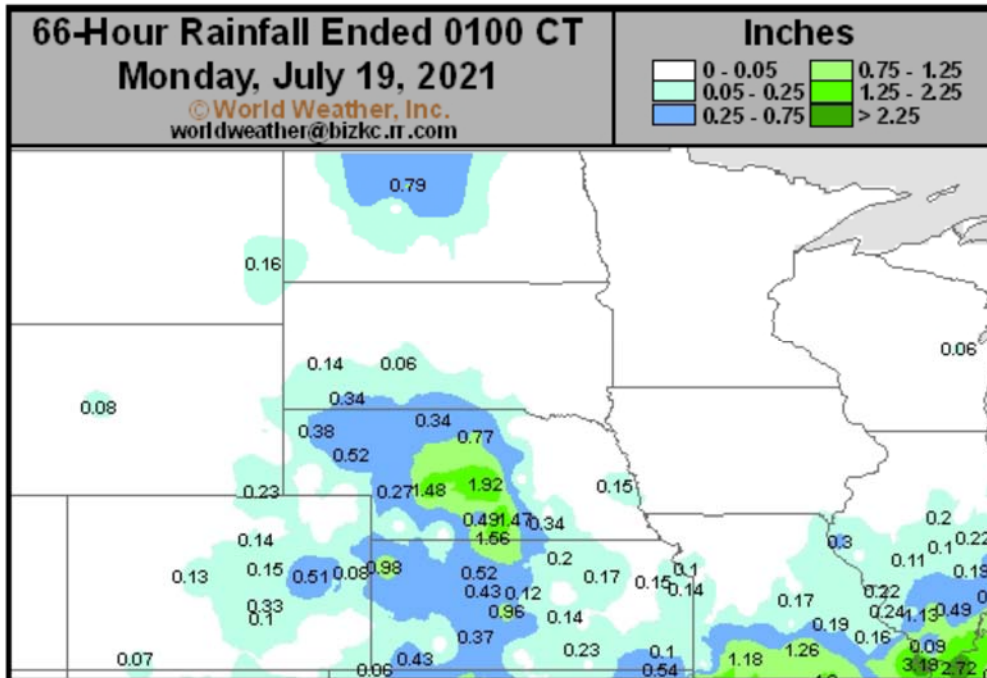 66-Hour Rainfall Ended 0100 CT
Monday, July 19, 2021
©World Weather, Inc.
worldweather@bizkc.rr.com
Inches
0 - 0.05
0.05 - 0.25
0.25 - 0.75
0.75 - 1.25
1.25 - 2.25
> 2.25
0.79
0.16
0.06
0.14 0.06
0.08
0.34
0.38 0.34
0.77
0.52
0.23 0.27 1.48 1.92 0.15
0.49 1.47 0.34
0.2
0.14 1.56 0.3 0.1 0.22
0.13 0.15 0.51 0.08 0.98 0.52 0.2 0.17 0.15 0.1 0.11 0.19
0.43 0.12 0.14 0.22
0.33 0.96 0.17 0.24 1.13 0.49
0.1 0.14 0.19
0.37 0.16
0.07 0.43 0.23 0.1 1.18 1.26 0.09
0.06 0.54 3.19 2.72